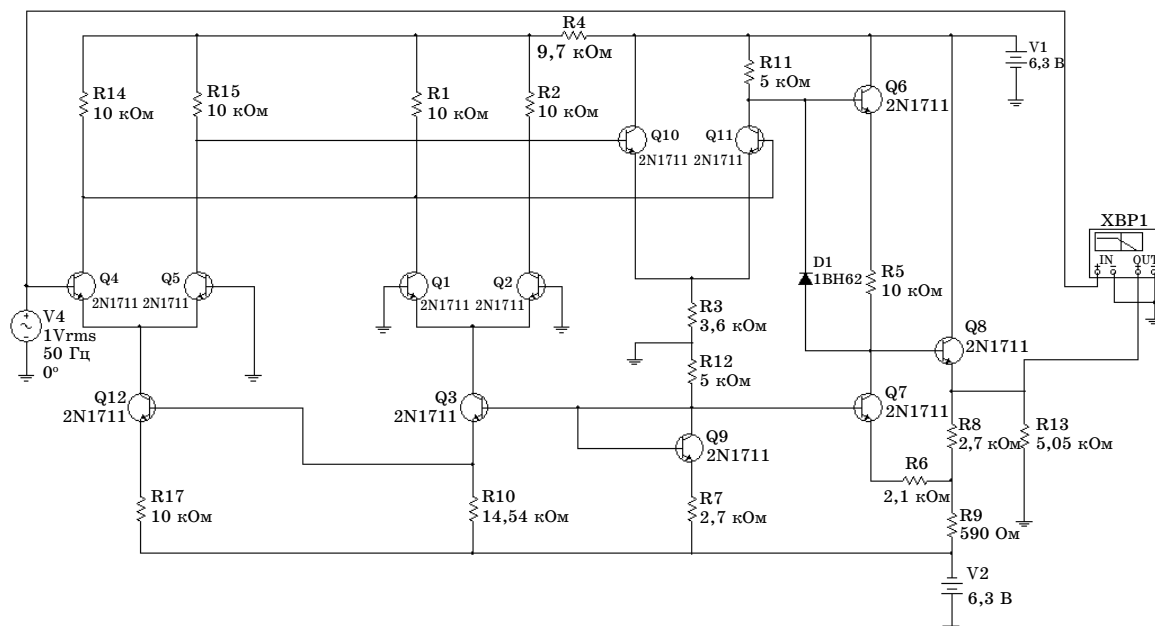 R4
9,7 кОм
V1
6,3 В
R11
5 кОм
R14
10 кОм
R15
10 кОм
R1
10 кОм
R2
10 кОм
Q6
2N1711
Q10
2N1711
Q11
2N1711
XBP1
IN
OUT
Q4
2N1711
Q5
2N1711
Q1
2N1711
Q2
2N1711
D1
1BH62
R5
10 кОм
V4
1Vrms
50 Гц
0°
R3
3,6 кОм
Q8
2N1711
R12
5 кОм
Q12
2N1711
Q3
2N1711
Q7
2N1711
R8
2,7 кОм
R13
5,05 кОм
Q9
2N1711
R6
2,1 кОм
R17
10 кОм
R10
14,54 кОм
R7
2,7 кОм
R9
590 Ом
V2
6,3 В